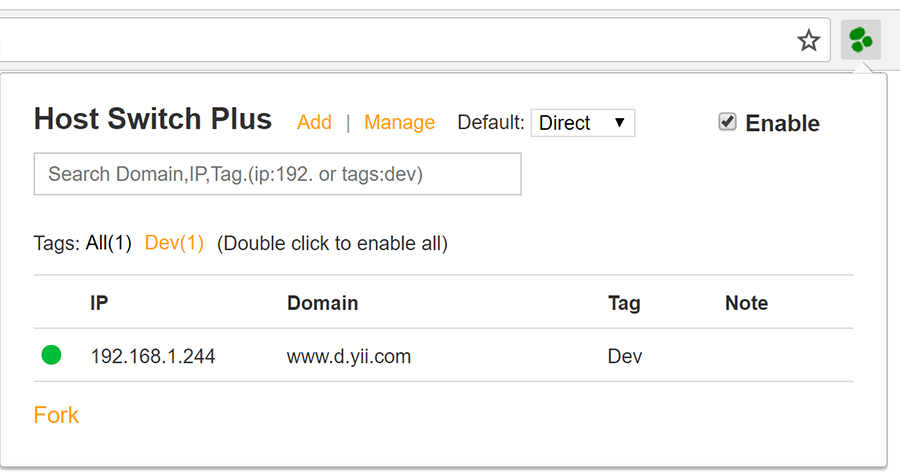 Host Switch Plus Add | Manage Default: Direct ▼ Enable
Search Domain,IP,Tag.(ip:192. or tags:dev)
Tags: All(1) Dev(1) (Double click to enable all)
IP Domain Tag Note
192.168.1.244 www.d.yii.com Dev
Fork